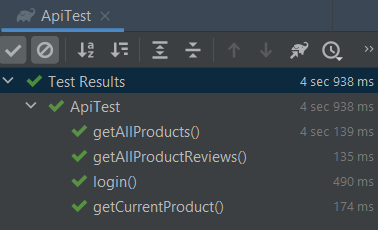 ApiTest
Test Results 4 sec 938 ms
ApiTest 4 sec 938 ms
getAllProducts() 4 sec 139 ms
getAllProductReviews() 135 ms
login() 490 ms
getCurrentProduct() 174 ms